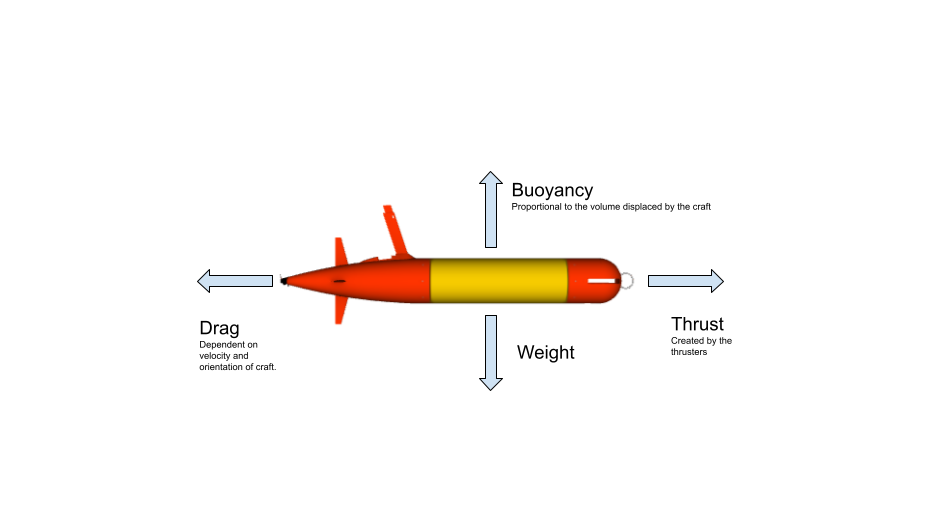 Buoyancy
Proportional to the volume displaced by the craft
Drag
Dependent on
velocity and
orientation of craft.
Weight
Thrust
Created by the
thrusters